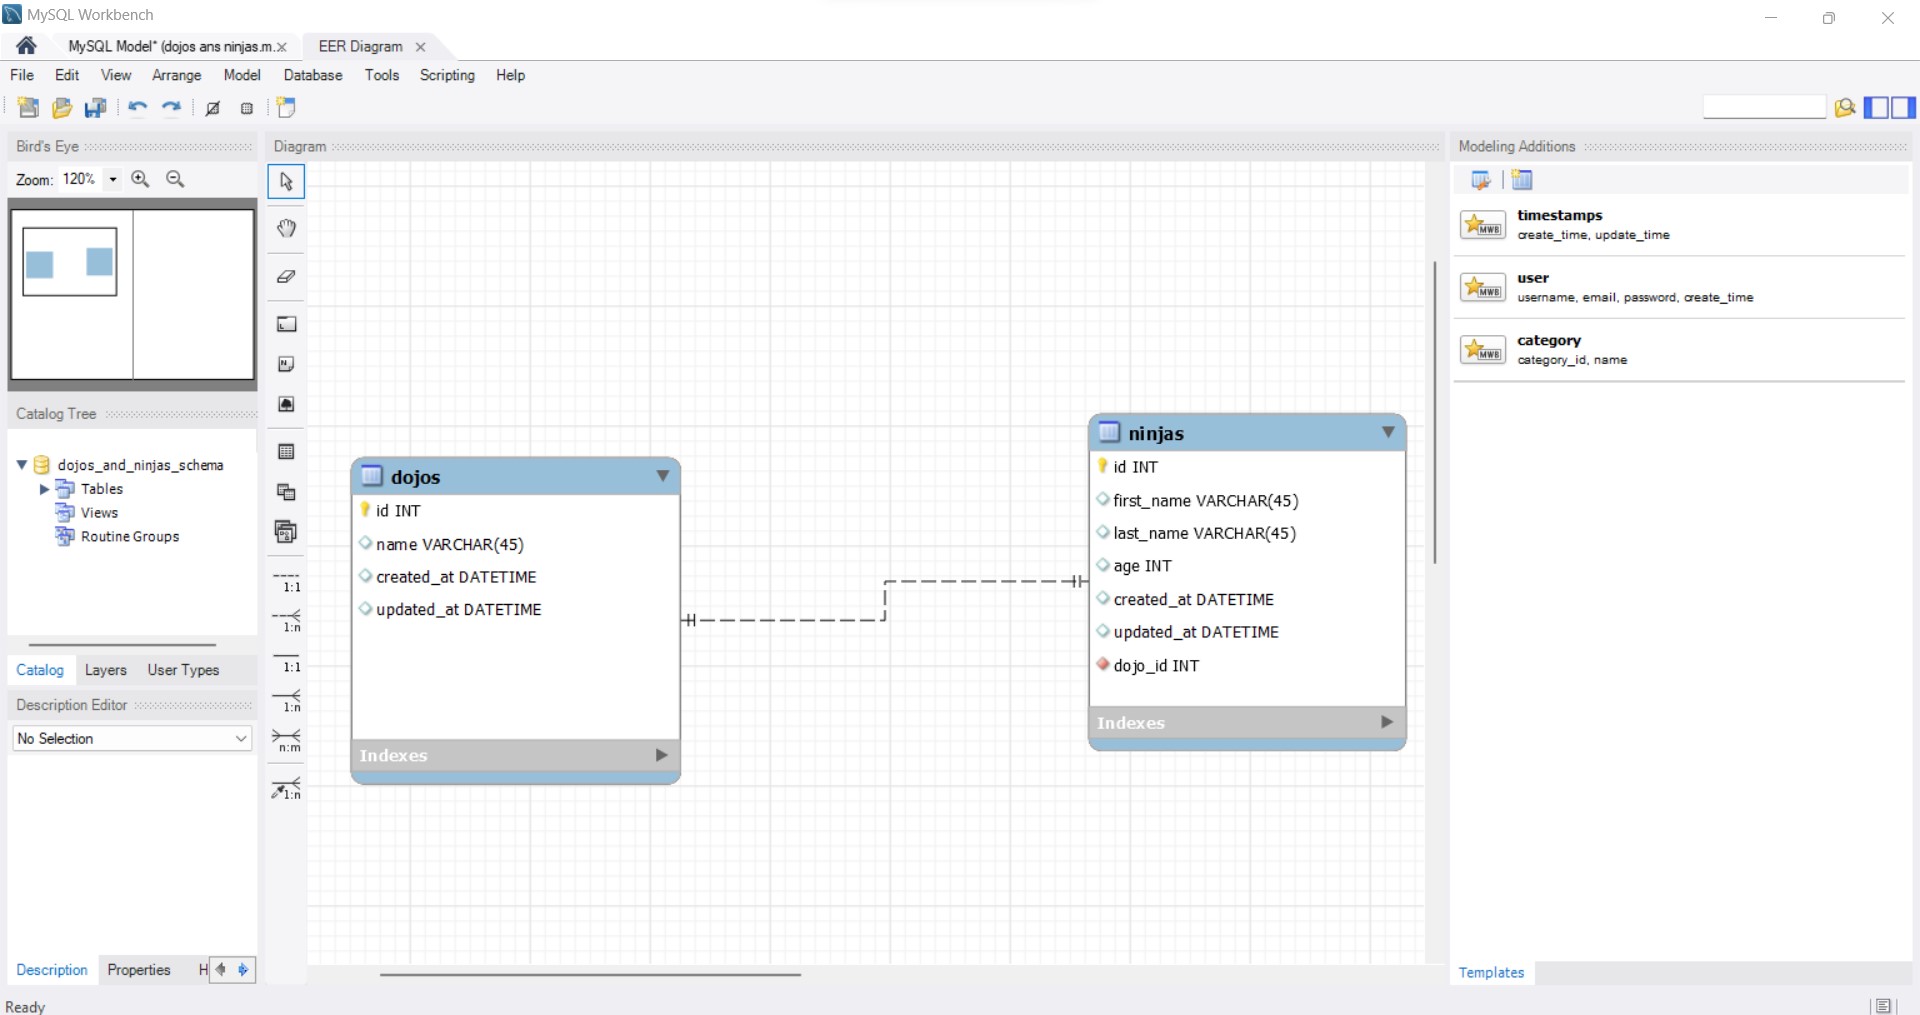 MySQL Workbench
MySQL Model* (dojos ans ninjas.m.
EER Diagram
File Edit View Arrange Model Database Tools Scripting Help
Bird's Eye
Diagram
Modeling Additions
Zoom: 120%
timestamps
create_time, update_time
user
username, email, password, create_time
category
category_id, name
Catalog Tree
dojos_and_ninjas_schema
Tables
Views
Routine Groups
Catalog Layers User Types
Description Editor
No Selection
Description Properties H
1:1
1:n
1:1
1:n
n:m
1:n
dojos
id INT
name VARCHAR(45)
created_at DATETIME
updated_at DATETIME
Indexes
ninjas
id INT
first_name VARCHAR(45)
last_name VARCHAR(45)
age INT
created_at DATETIME
updated_at DATETIME
dojo_id INT
Indexes
MWB
MWB
MWB
Templates
Ready